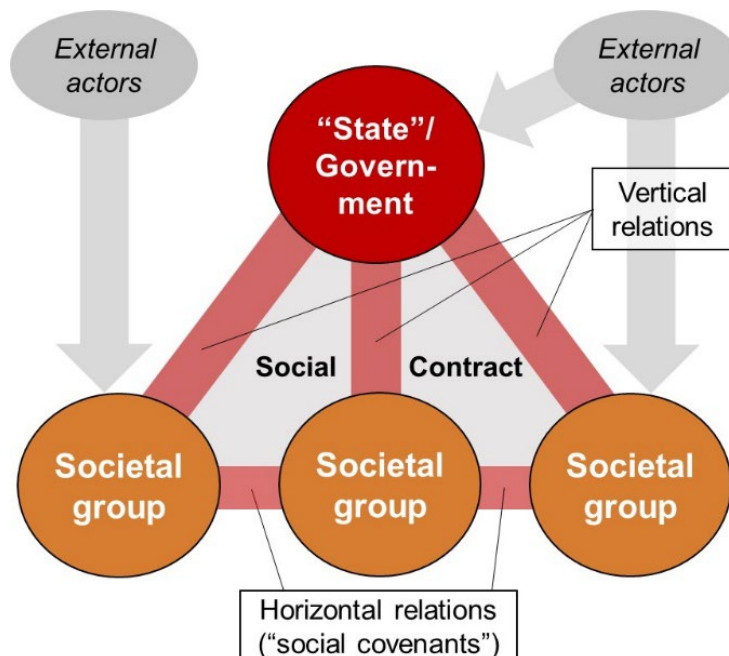 External
actors
External
actors
“State”/
Govern-
ment
Vertical
relations
Social Contract
Societal
group
Societal
group
Societal
group
Horizontal relations
(“social covenants”)